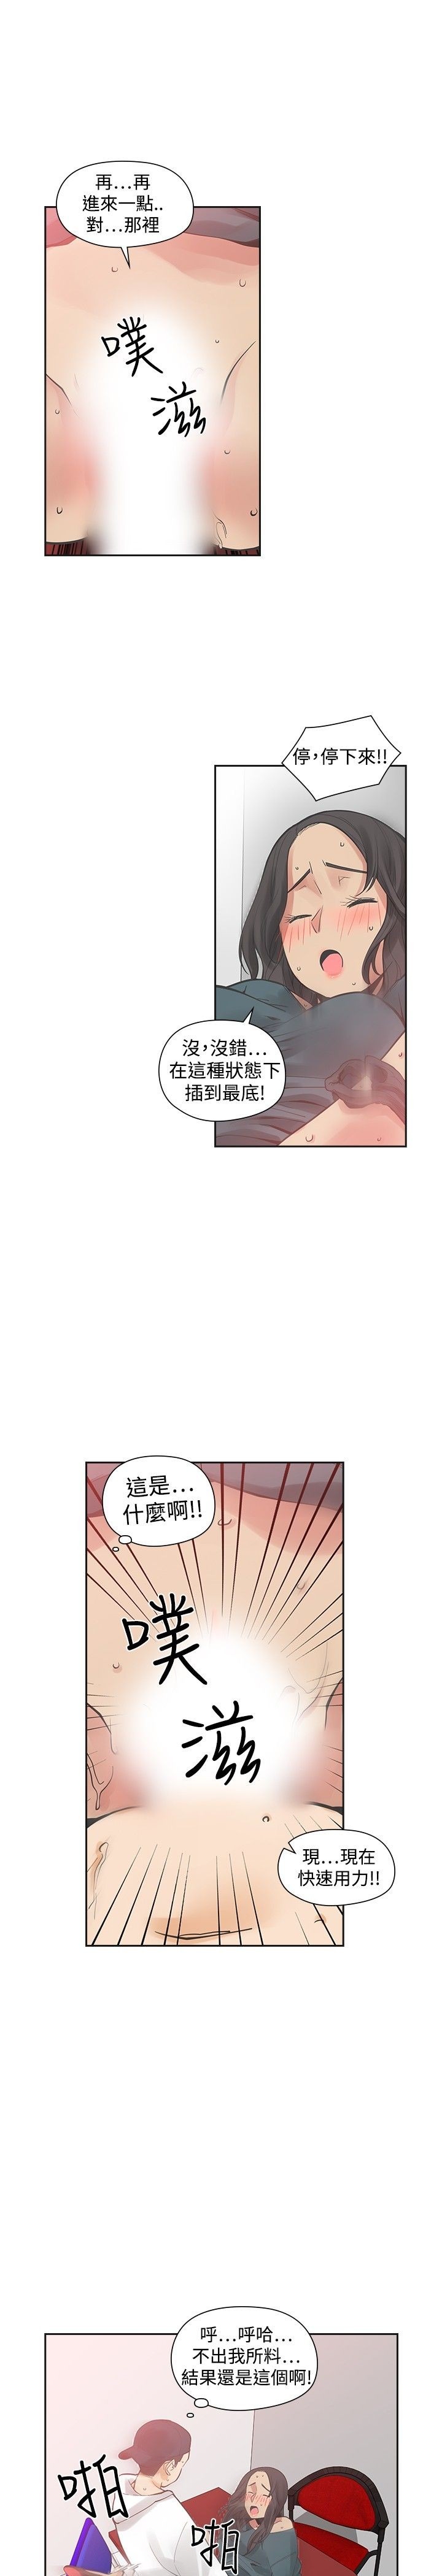 再...再
進來一點..
對...那裡
噗
滋
停,停下來!!
沒,沒錯...
在這種狀態下
插到最底!
這是...
什麼啊!!
噗
滋
現...現在
快速用力!!
呼...呼哈...
不出我所料...
結果還是這個啊!
啪
啪